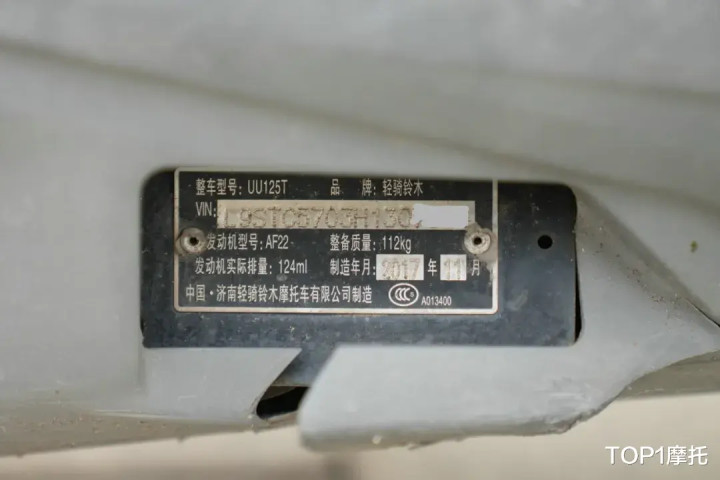 整车型号: UU125T 品 牌: 轻骑铃木
VIN: L9STC5703H130
发动机型号: AF22 整备质量: 112kg
发动机实际排量: 124ml 制造年月: 2017 年 11 月
中国·济南轻骑铃木摩托车有限公司制造 CCC S A013400
TOP1摩托